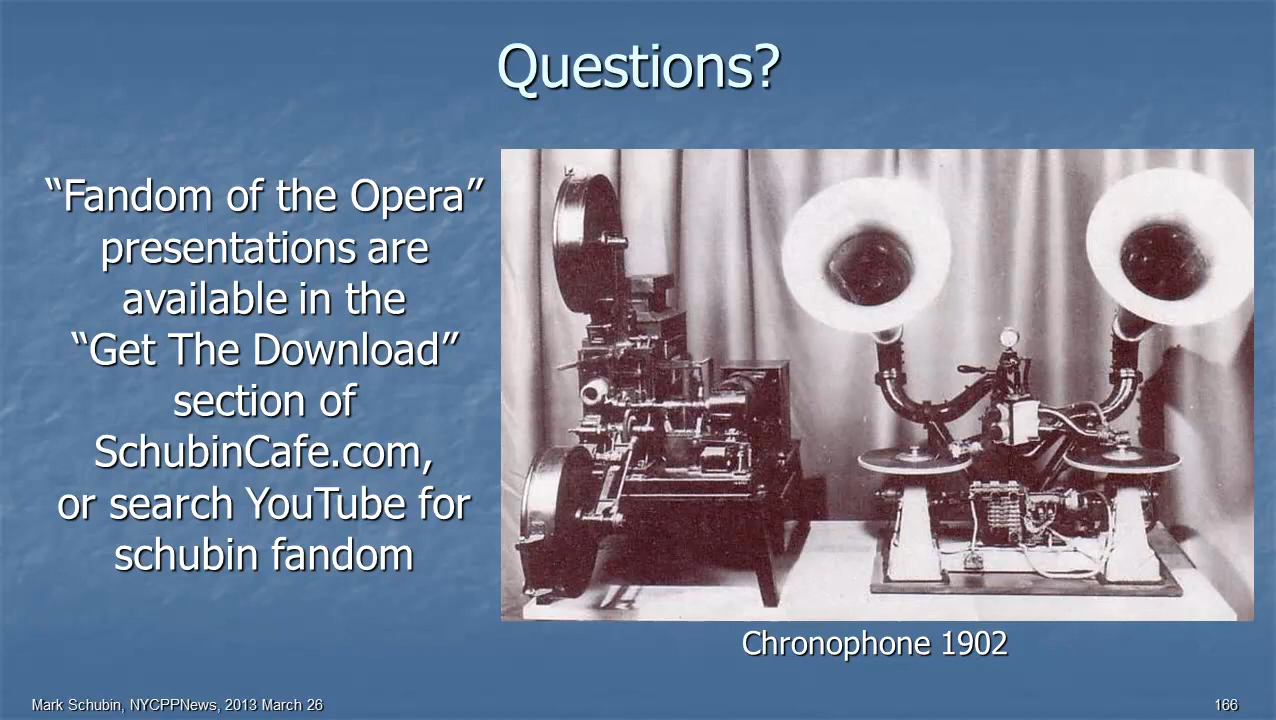 Questions?
“Fandom of the Opera”
presentations are
available in the
“Get The Download”
section of
SchubinCafe.com,
or search YouTube for
schubin fandom
Chronophone 1902
Mark Schubin, NYCPPNews, 2013 March 26
166